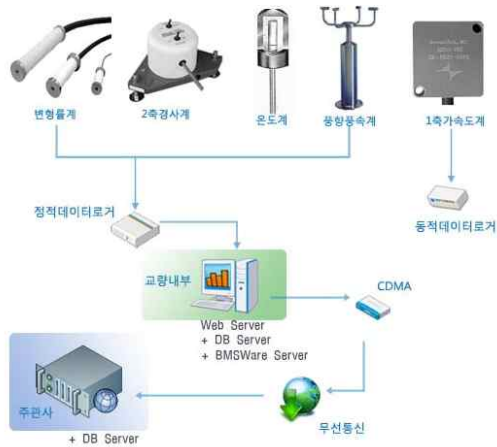 변형률계
2축경사계
온도계
풍향풍속계
1축가속도계
정적데이터로거
동적데이터로거
교량내부
CDMA
Web Server
+ DB Server
+ BMSWare Server
주관사
무선통신
+ DB Server